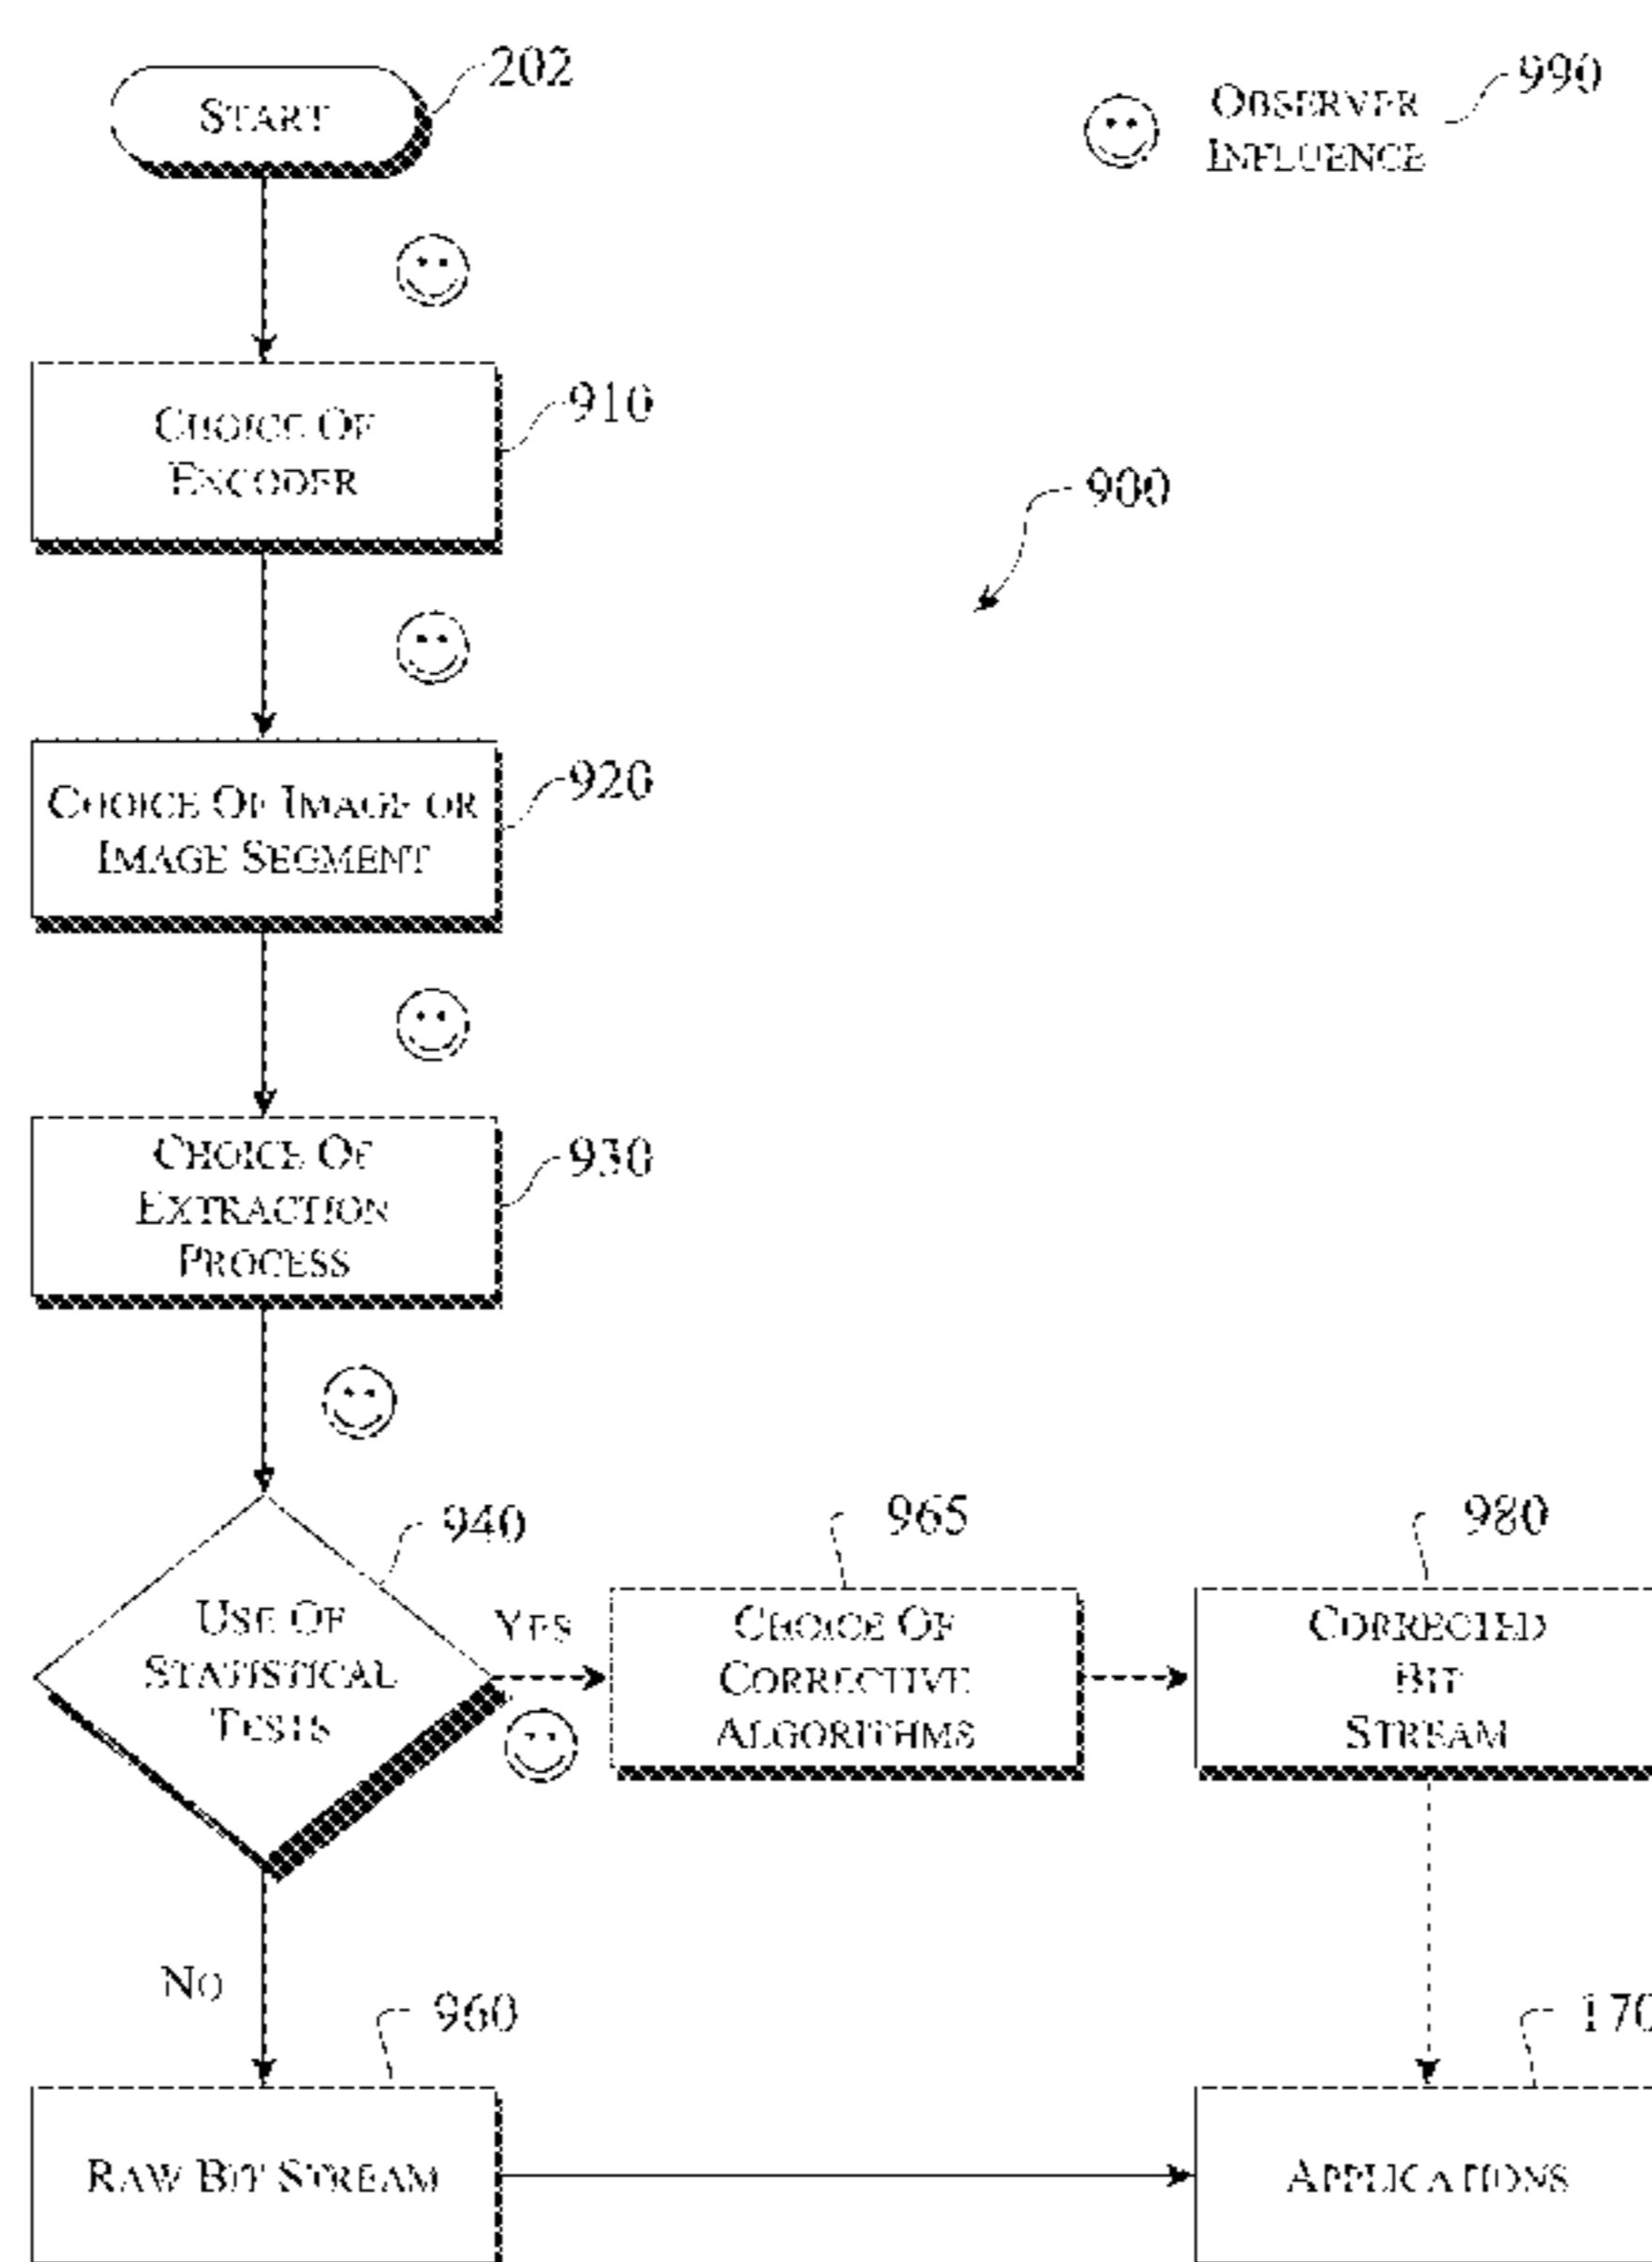 START
202
OBSERVER
INFLUENCE
990
CHOICE OF
ENCODER
910
900
CHOICE OF IMAGE OR
IMAGE SEGMENT
920
CHOICE OF
EXTRACTION
PROCESS
930
USE OF
STATISTICAL
TESTS
940
YES
CHOICE OF
CORRECTIVE
ALGORITHMS
965
CORRECTED
BIT
STREAM
980
NO
RAW BIT STREAM
960
APPLICATIONS
170